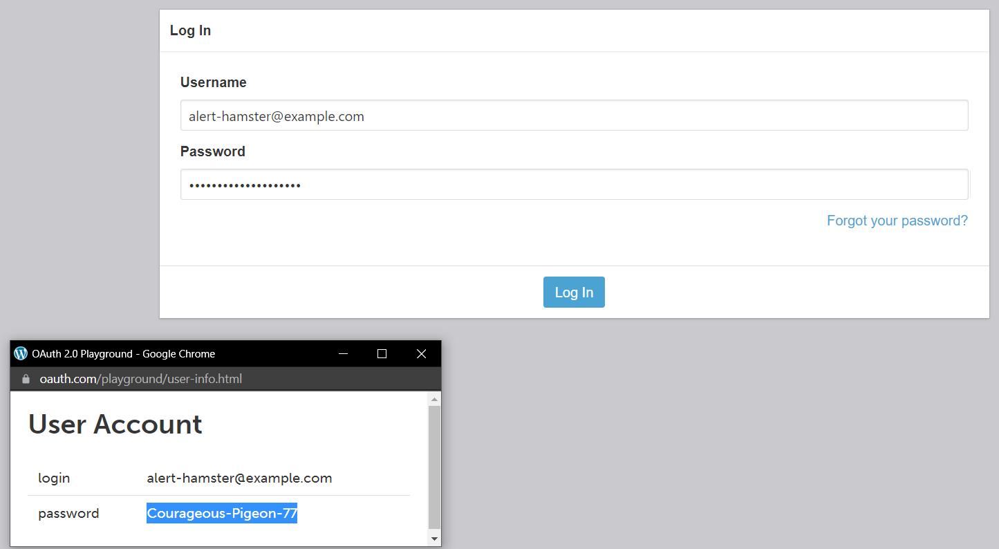 Log In
Username
alert-hamster@example.com
Password
••••••••••••••••••••
Forgot your password?
Log In
OAuth 2.0 Playground - Google Chrome
oauth.com/playground/user-info.html
User Account
login alert-hamster@example.com
password Courageous-Pigeon-77